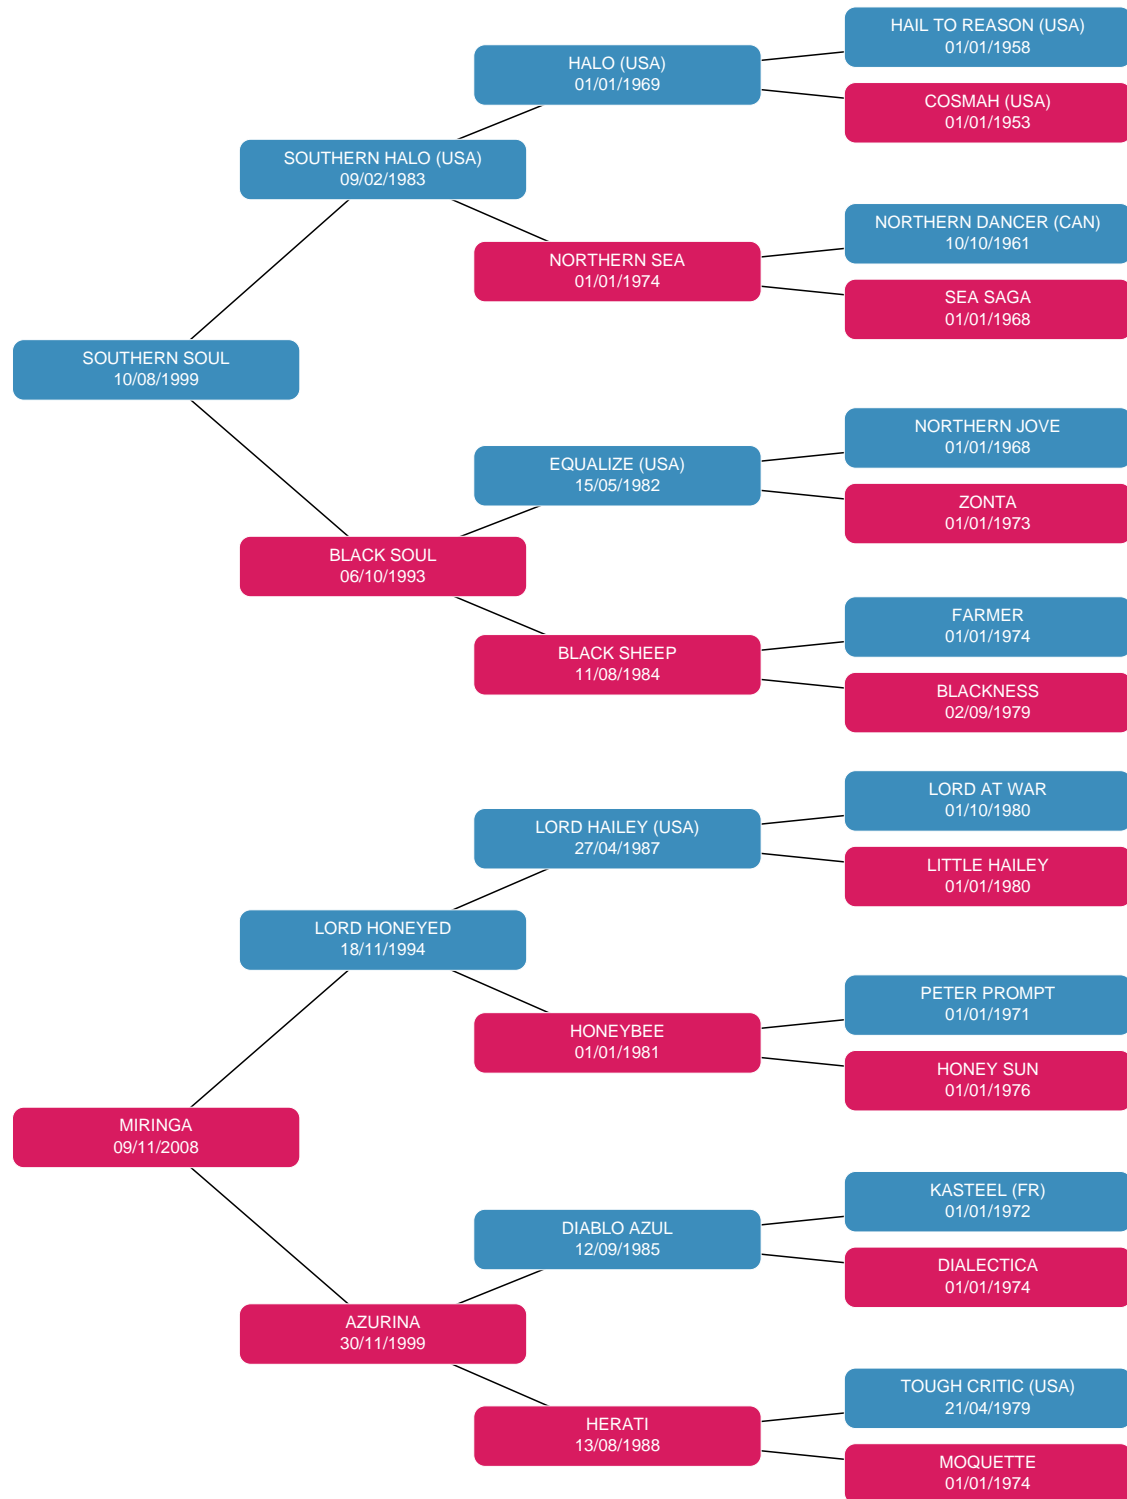 HAIL TO REASON (USA)
01/01/1958
HALO (USA)
01/01/1969
COSMAH (USA)
01/01/1953
SOUTHERN HALO (USA)
09/02/1983
NORTHERN DANCER (CAN)
10/10/1961
NORTHERN SEA
01/01/1974
SEA SAGA
01/01/1968
SOUTHERN SOUL
10/08/1999
NORTHERN JOVE
01/01/1968
EQUALIZE (USA)
15/05/1982
ZONTA
01/01/1973
BLACK SOUL
06/10/1993
FARMER
01/01/1974
BLACK SHEEP
11/08/1984
BLACKNESS
02/09/1979
LORD AT WAR
01/10/1980
LORD HAILEY (USA)
27/04/1987
LITTLE HAILEY
01/01/1980
LORD HONEYED
18/11/1994
PETER PROMPT
01/01/1971
HONEYBEE
01/01/1981
HONEY SUN
01/01/1976
MIRINGA
09/11/2008
KASTEEL (FR)
01/01/1972
DIABLO AZUL
12/09/1985
DIALECTICA
01/01/1974
AZURINA
30/11/1999
TOUGH CRITIC (USA)
21/04/1979
HERATI
13/08/1988
MOQUETTE
01/01/1974